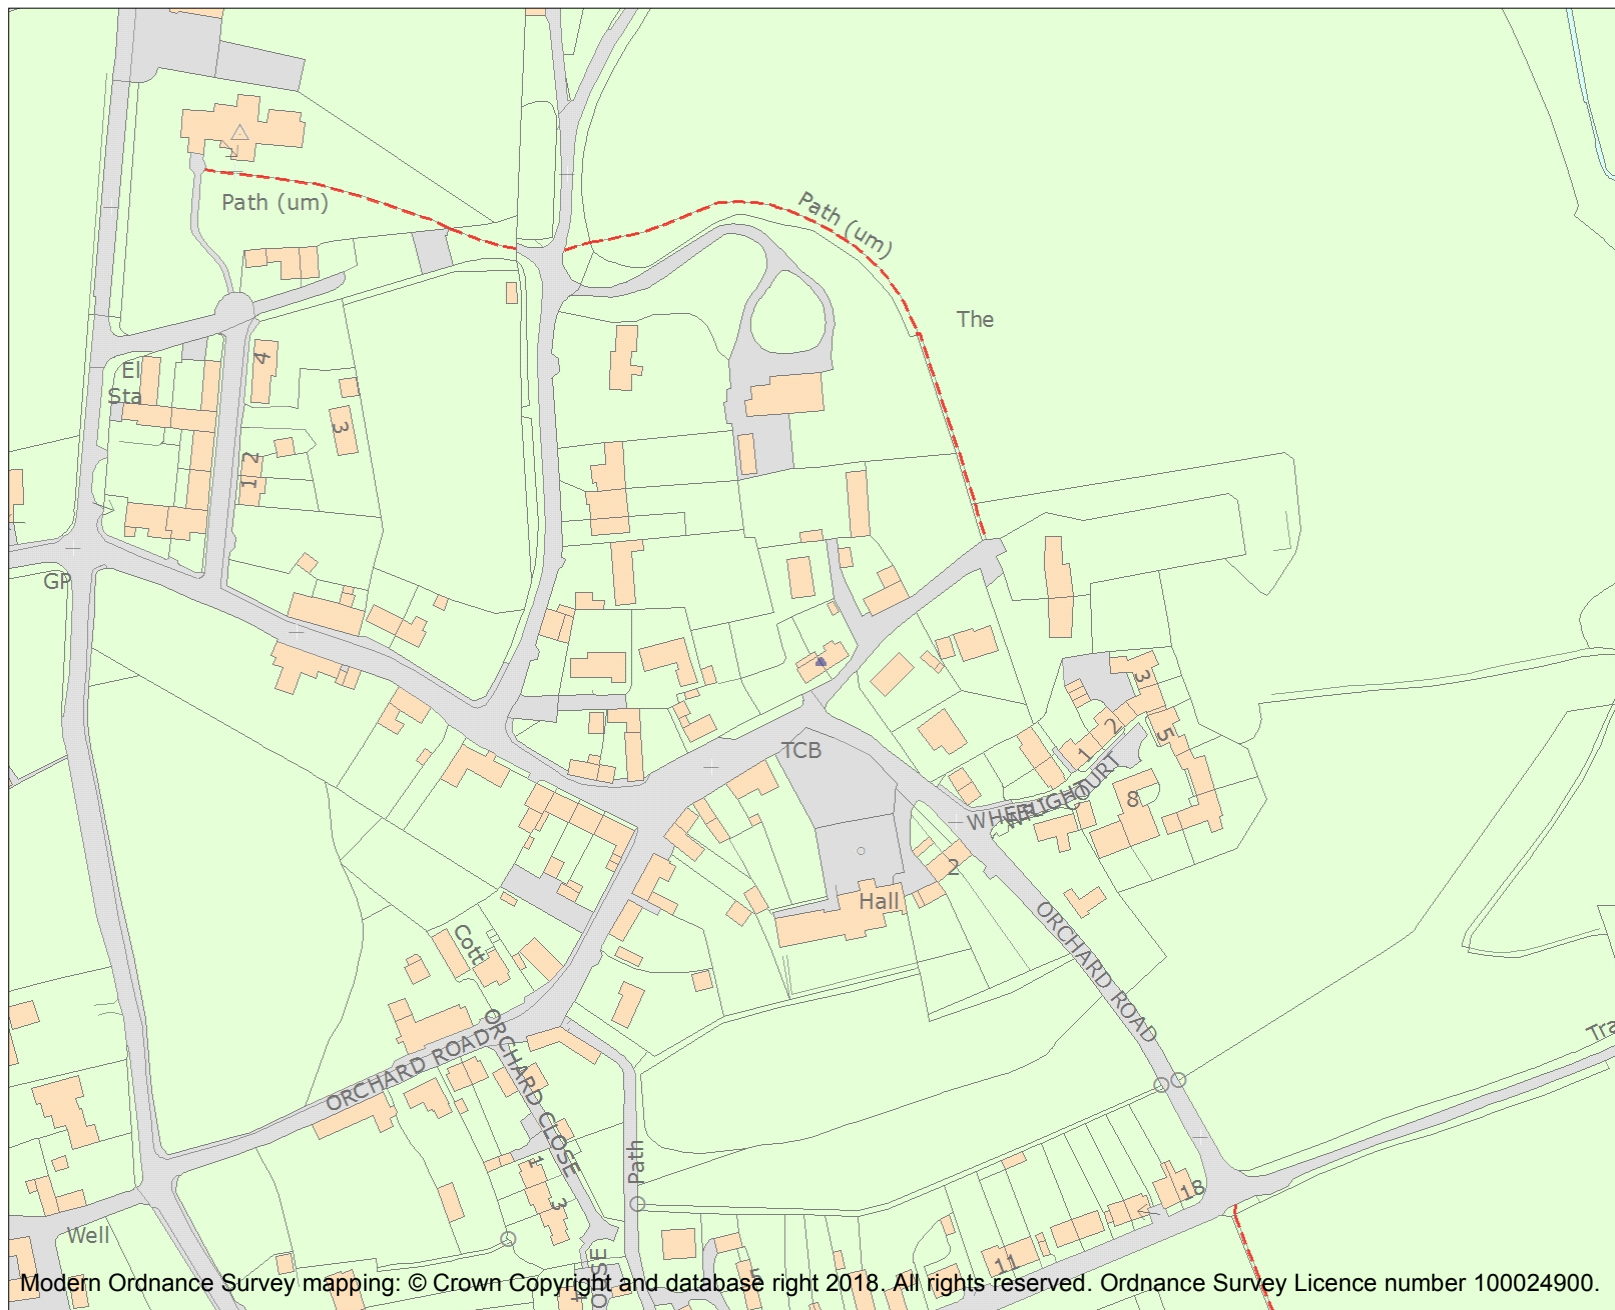 Path (um)
Path (um)
The
El
Sta
4
3
2
1
GP
TCB
3
2
1
5
WHEELWRIGHT COURT
8
2
Hall
ORCHARD ROAD
Cott
ORCHARD ROAD
ORCHARD CLOSE
Tra
Path
1
3
18
Well
11
OSE
Modern Ordnance Survey mapping: © Crown Copyright and database right 2018. All rights reserved. Ordnance Survey Licence number 100024900.